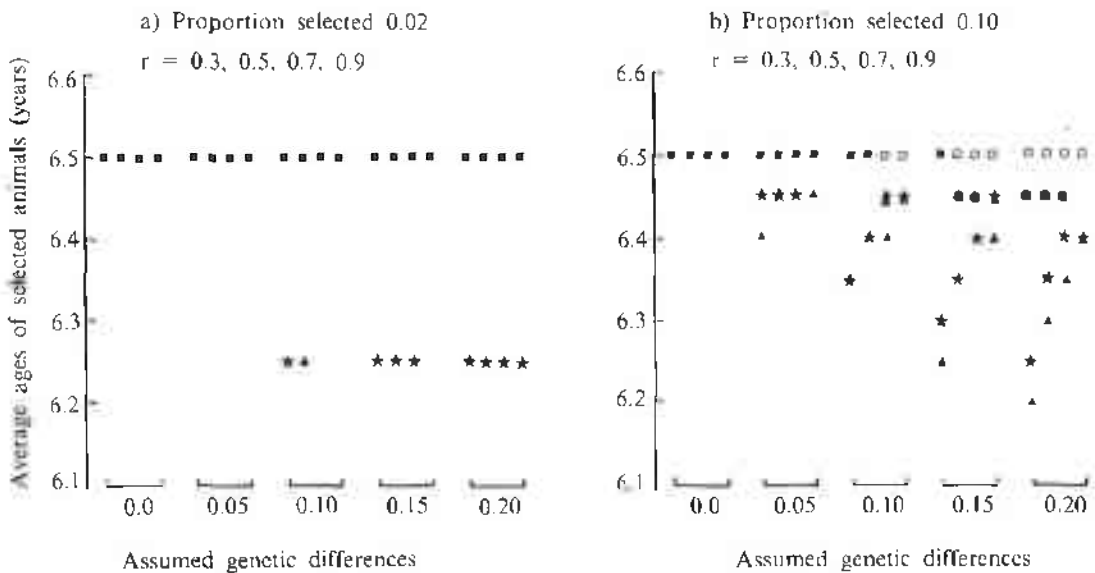 a) Proportion selected 0.02
r = 0.3, 0.5, 0.7, 0.9
Average ages of selected animals (years)
6.6
6.5
6.4
6.3
6.2
6.1
0.0 0.05 0.10 0.15 0.20
Assumed genetic differences
b) Proportion selected 0.10
r = 0.3, 0.5, 0.7, 0.9
6.6
6.5
6.4
6.3
6.2
6.1
0.0 0.05 0.10 0.15 0.20
Assumed genetic differences